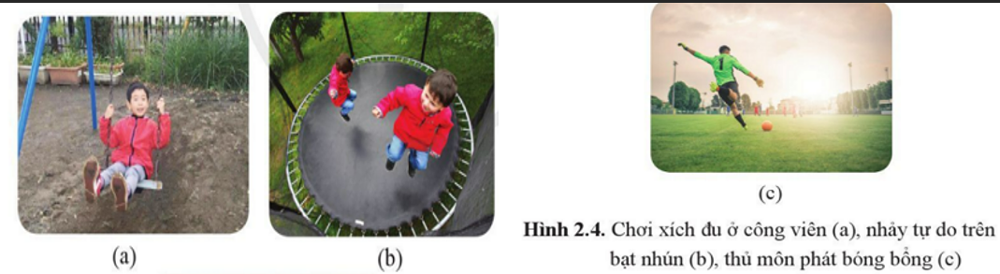 (a)
(b)
(c)
Hình 2.4. Chơi xích đu ở công viên (a), nhảy tự do trên
bạt nhún (b), thủ môn phát bóng bổng (c)